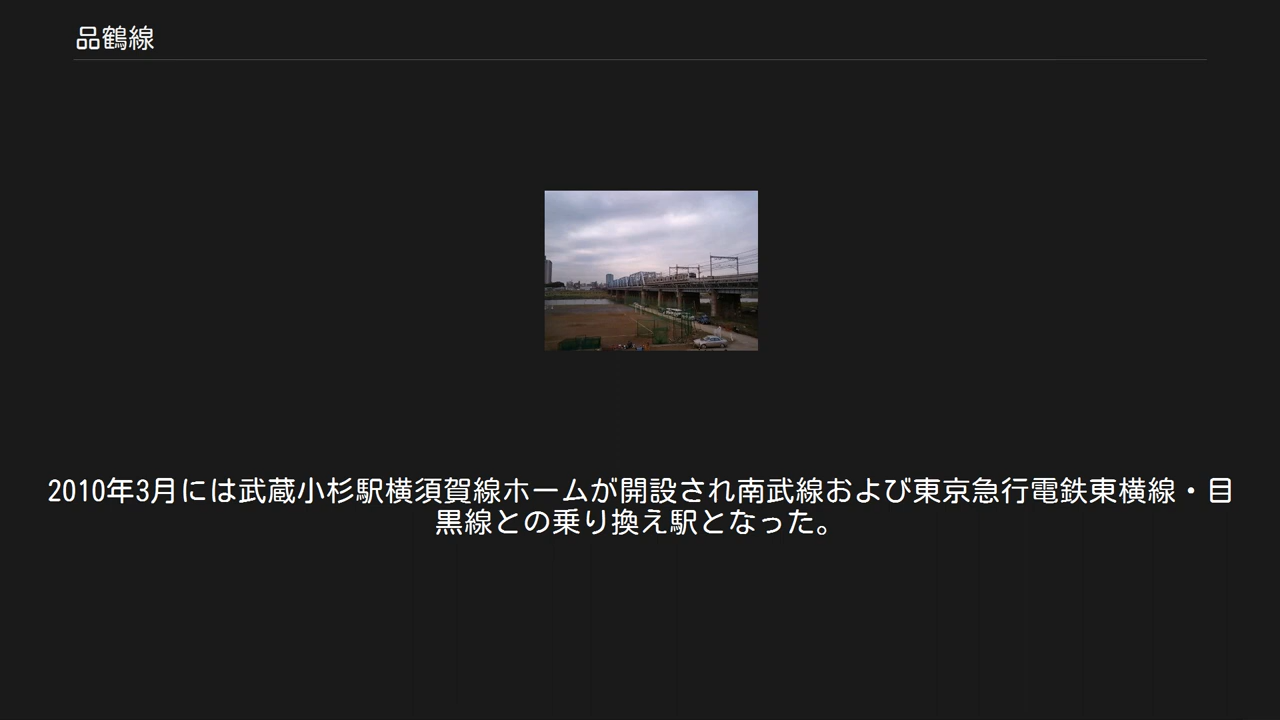 品鶴線
2010年3月には武蔵小杉駅横須賀線ホームが開設され南武線および東京急行電鉄東横線・目
黒線との乗り換え駅となった。